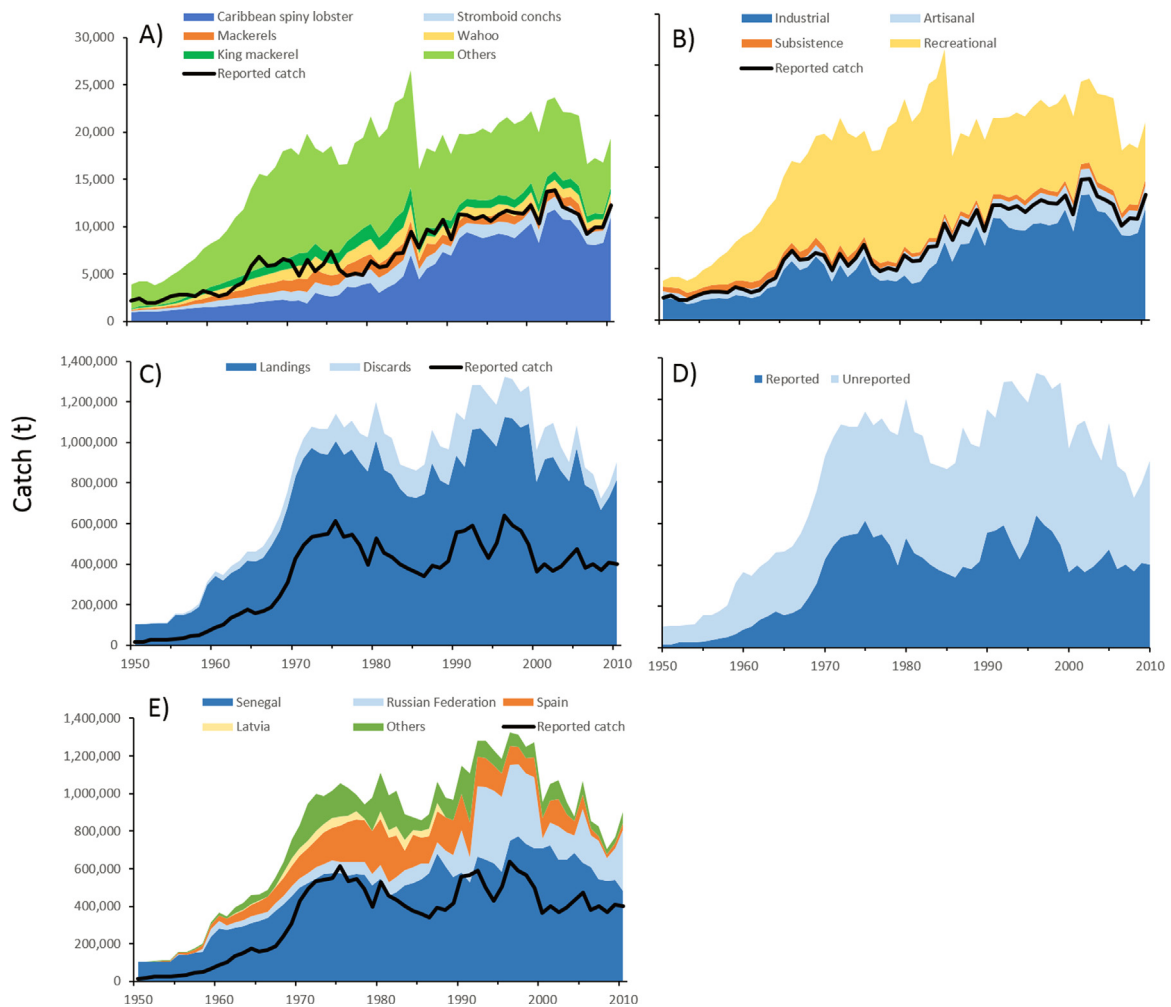 A)
Caribbean spiny lobster
Stromboid conchs
Mackerels
Wahoo
King mackerel
Others
Reported catch
30,000
25,000
20,000
15,000
10,000
5,000
0
B)
Industrial
Artisanal
Subsistence
Recreational
Reported catch
Catch (t)
C)
Landings
Discards
Reported catch
1,400,000
1,200,000
1,000,000
800,000
600,000
400,000
200,000
0
1950 1960 1970 1980 1990 2000 2010
D)
Reported
Unreported
1950 1960 1970 1980 1990 2000 2010
E)
Senegal
Russian Federation
Spain
Latvia
Others
Reported catch
1,400,000
1,200,000
1,000,000
800,000
600,000
400,000
200,000
0
1950 1960 1970 1980 1990 2000 2010